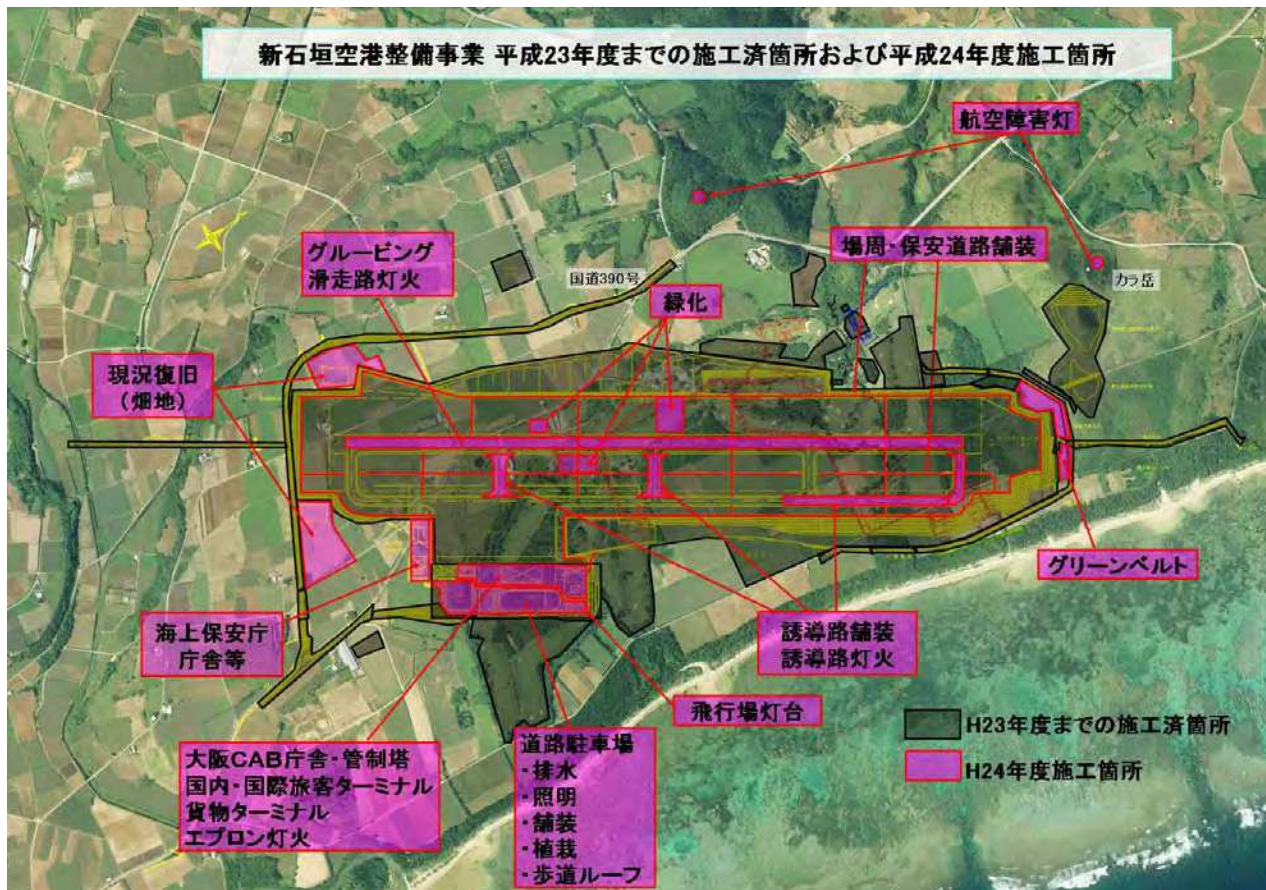 新石垣空港整備事業 平成23年度までの施工済箇所および平成24年度施工箇所
航空障害灯
グルービング
滑走路灯火
国道390号
緑化
場周・保安道路舗装
カラ岳
現況復旧
(畑地)
グリーンベルト
海上保安庁
庁舎等
誘導路舗装
誘導路灯火
飛行場灯台
大阪CAB庁舎・管制塔
国内・国際旅客ターミナル
貨物ターミナル
エプロン灯火
道路駐車場
・排水
・照明
・舗装
・植栽
・歩道ルーフ
H23年度までの施工済箇所
H24年度施工箇所